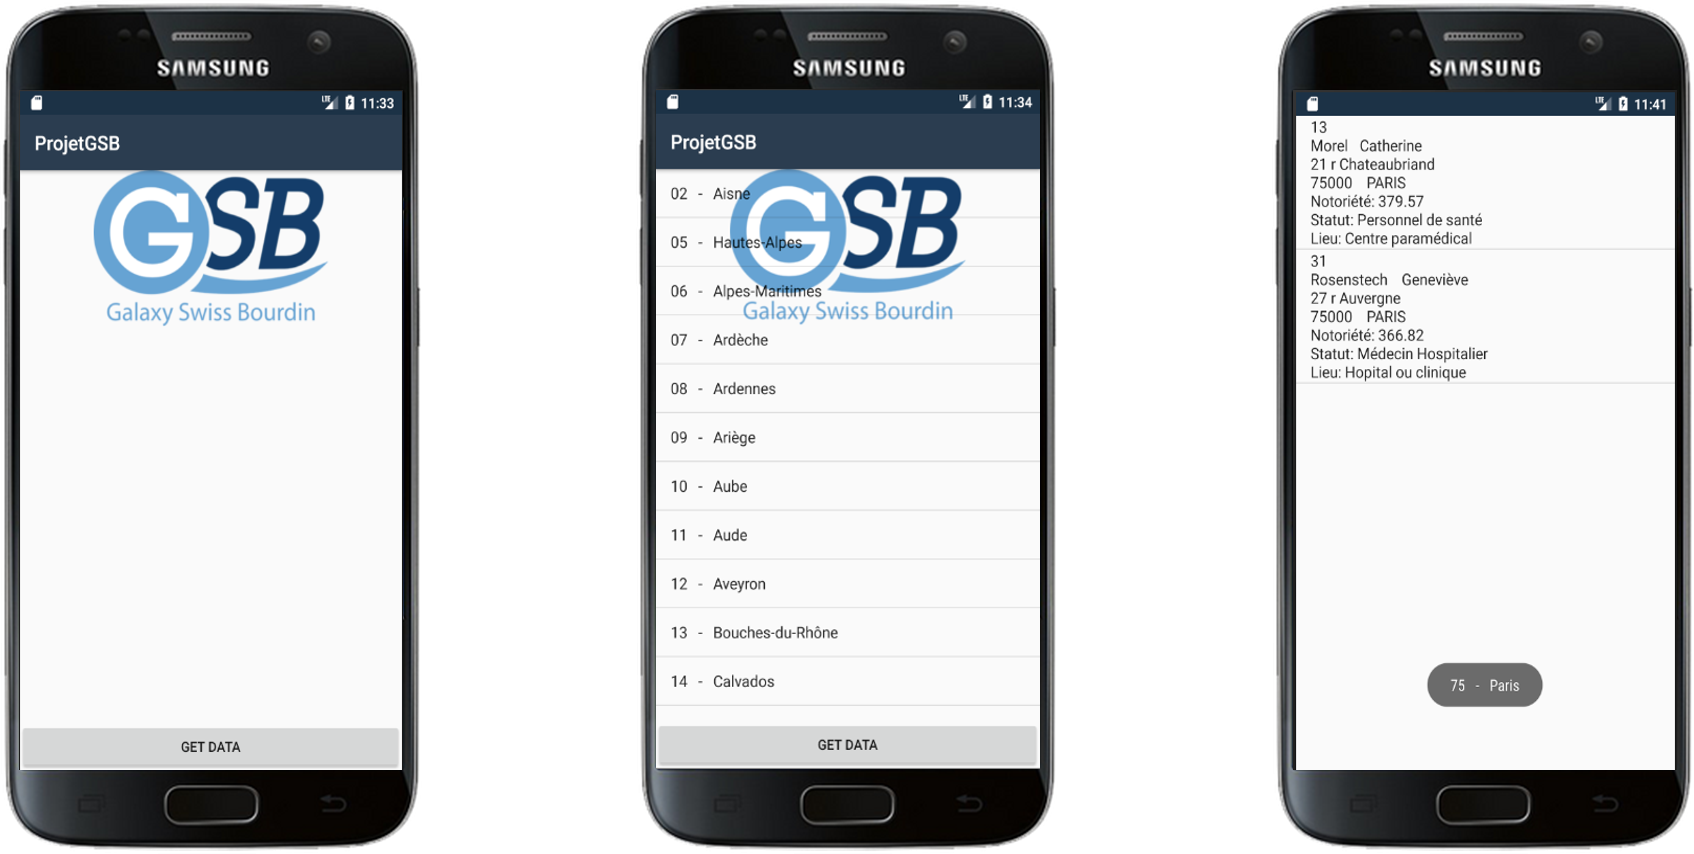 SAMSUNG
LTE 11:33
ProjetGSB
GSB
Galaxy Swiss Bourdin
GET DATA
SAMSUNG
LTE 11:34
ProjetGSB
GSB
Galaxy Swiss Bourdin
02 - Aisne
05 - Hautes-Alpes
06 - Alpes-Maritimes
07 - Ardèche
08 - Ardennes
09 - Ariège
10 - Aube
11 - Aude
12 - Aveyron
13 - Bouches-du-Rhône
14 - Calvados
GET DATA
SAMSUNG
LTE 11:41
13
Morel Catherine
21 r Chateaubriand
75000 PARIS
Notoriété: 379.57
Statut: Personnel de santé
Lieu: Centre paramédical
31
Rosenstech Geneviève
27 r Auvergne
75000 PARIS
Notoriété: 366.82
Statut: Médecin Hospitalier
Lieu: Hopital ou clinique
75 - Paris